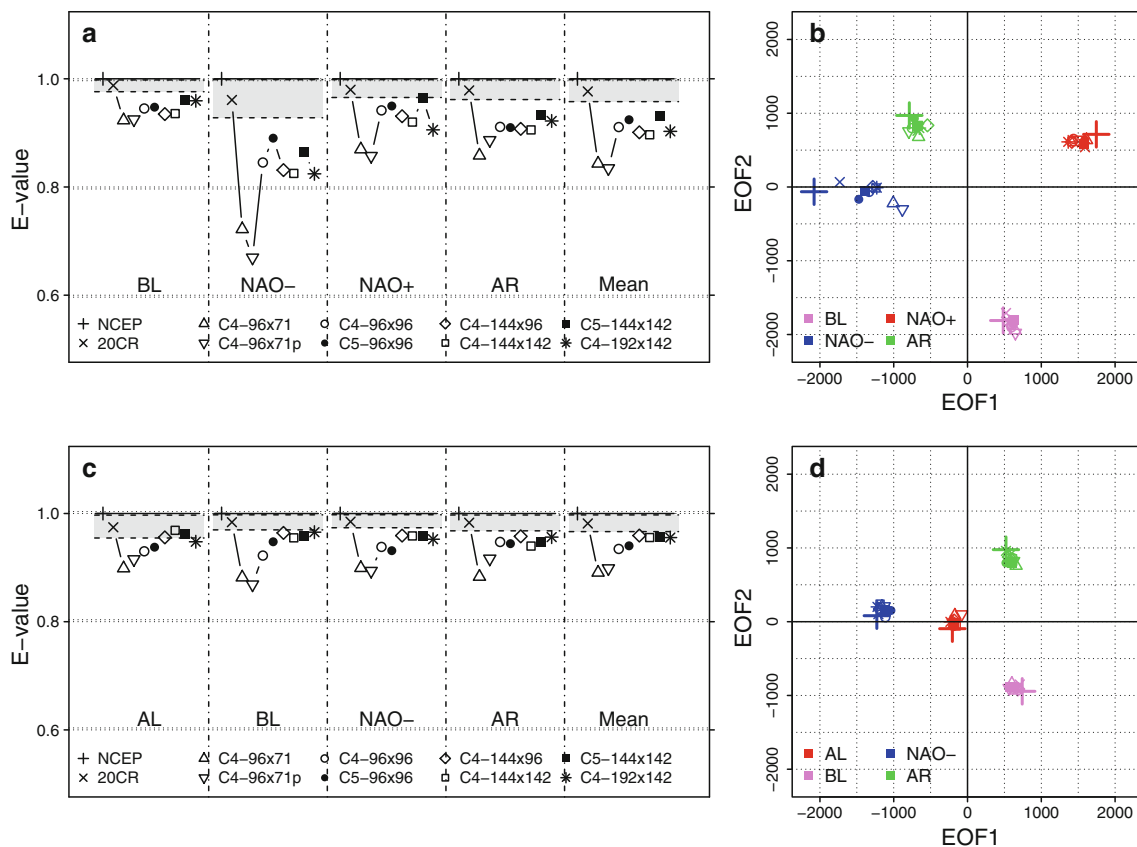 a
E-value
1.0
0.8
0.6
BL NAO− NAO+ AR Mean
NCEP C4−96x71 C4−96x96 C4−144x96 C5−144x142
20CR C4−96x71p C5−96x96 C4−144x142 C4−192x142
b
EOF2
2000
1000
0
−1000
−2000
BL NAO+
NAO− AR
−2000 −1000 0 1000 2000
EOF1
c
E-value
1.0
0.8
0.6
AL BL NAO− AR Mean
NCEP C4−96x71 C4−96x96 C4−144x96 C5−144x142
20CR C4−96x71p C5−96x96 C4−144x142 C4−192x142
d
EOF2
2000
1000
0
−1000
−2000
AL NAO−
BL AR
−2000 −1000 0 1000 2000
EOF1